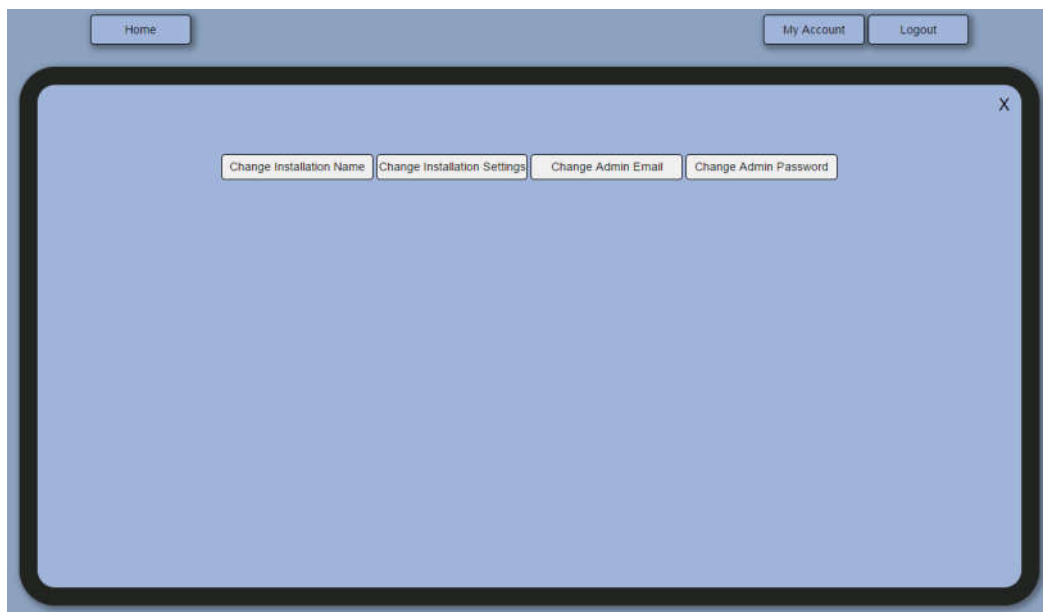 Home My Account Logout
X
Change Installation Name Change Installation Settings Change Admin Email Change Admin Password